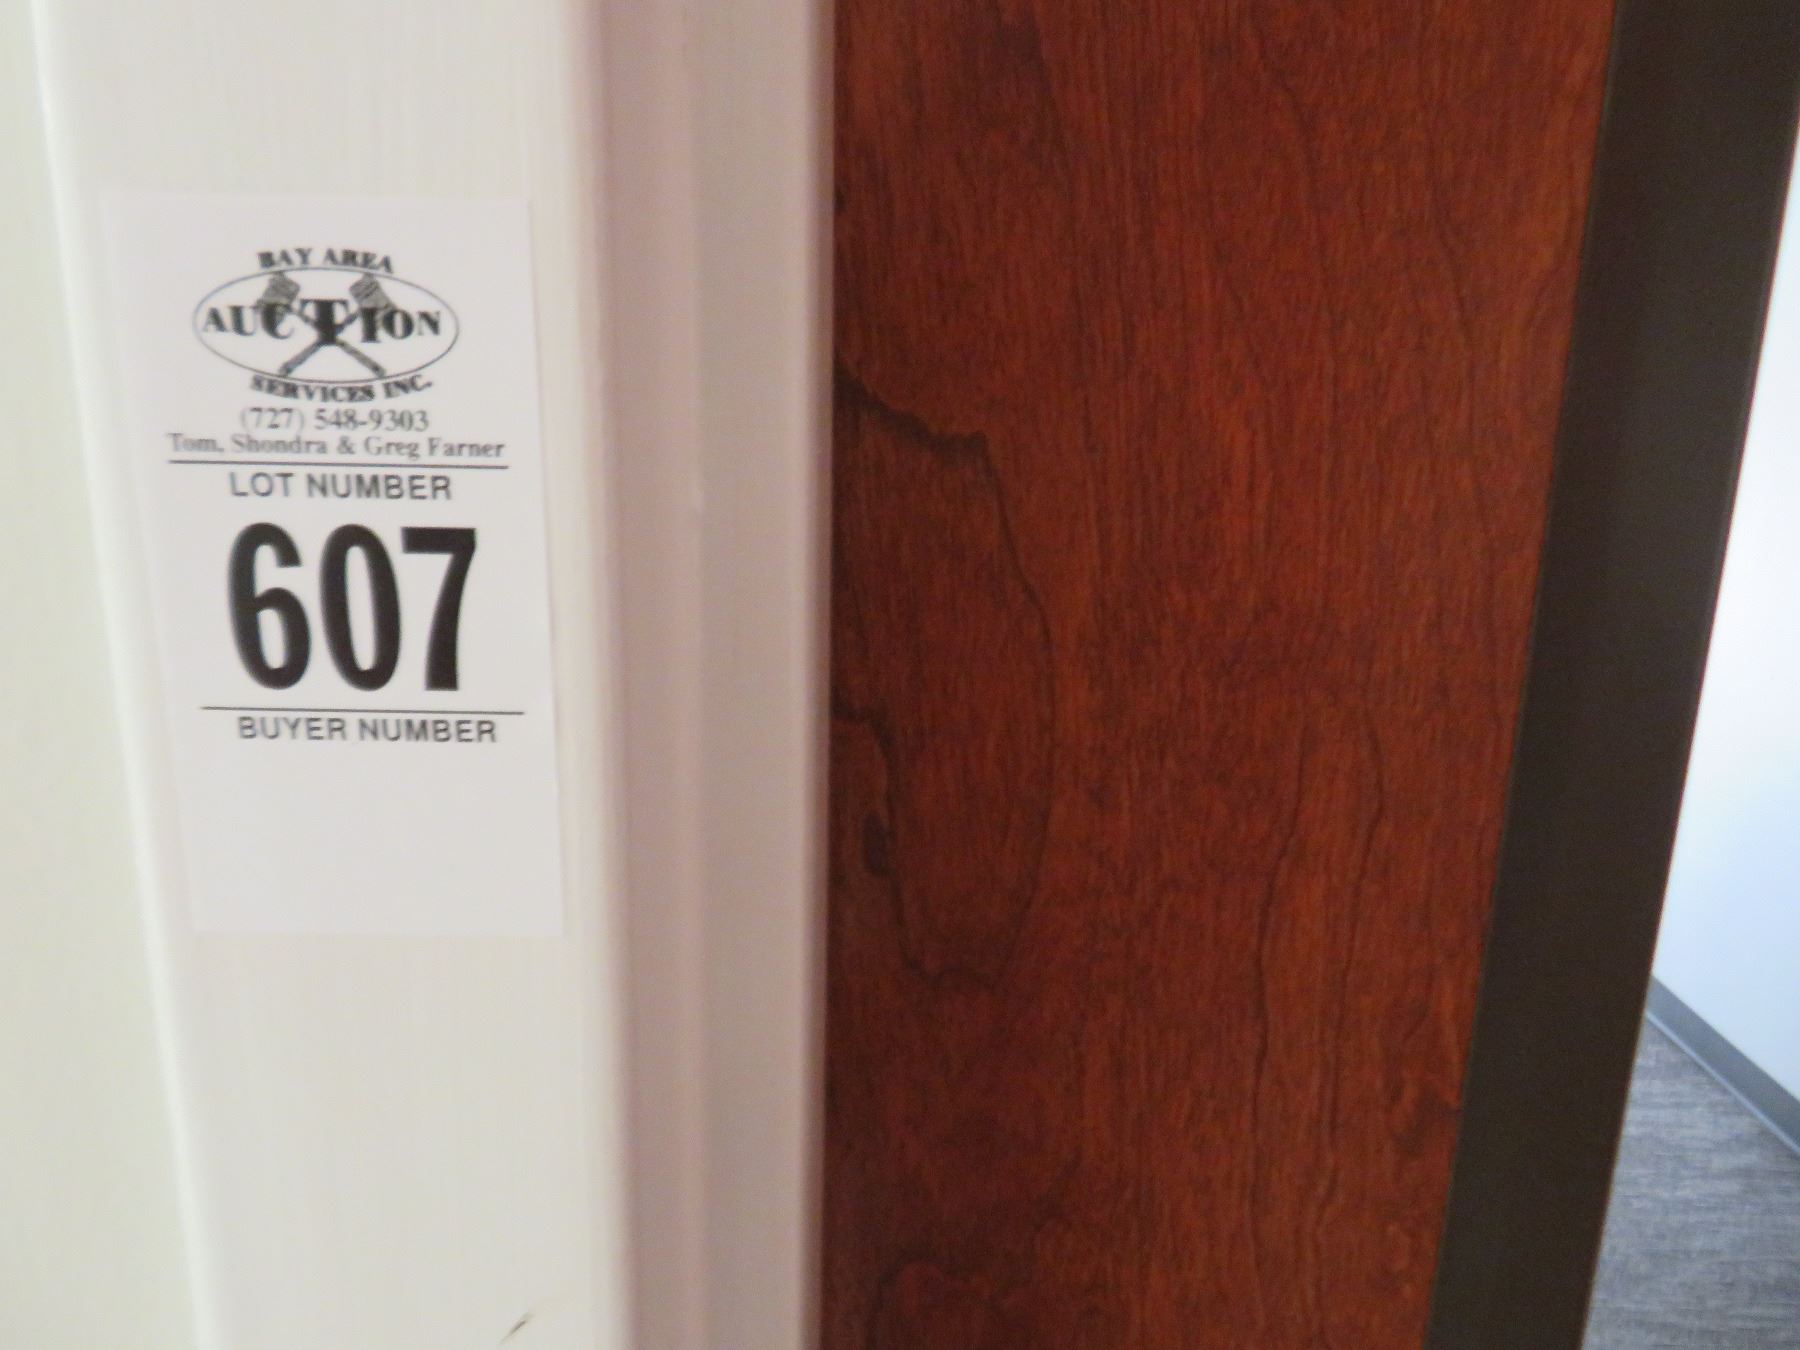 BAY AREA
AUCTION
SERVICES INC.
(727) 548-9303
Tom, Shondra & Greg Farner
LOT NUMBER
607
BUYER NUMBER